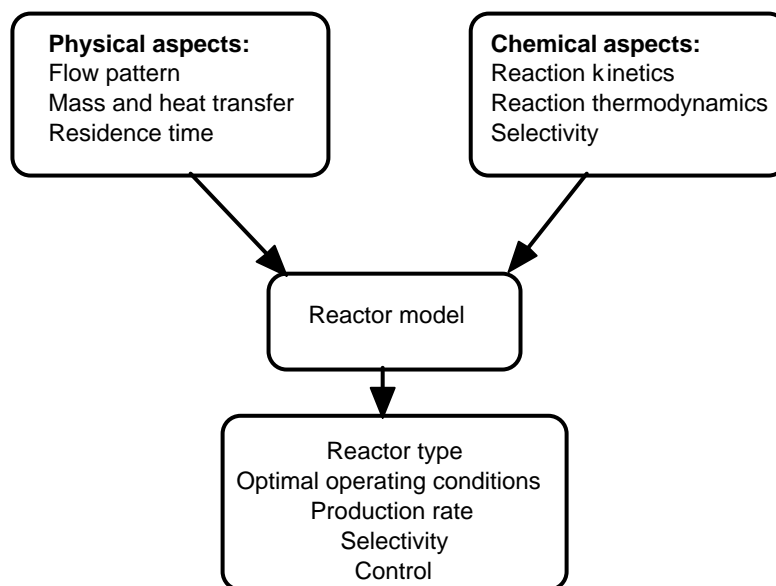 Physical aspects:
Flow pattern
Mass and heat transfer
Residence time
Chemical aspects:
Reaction kinetics
Reaction thermodynamics
Selectivity
Reactor model
Reactor type
Optimal operating conditions
Production rate
Selectivity
Control